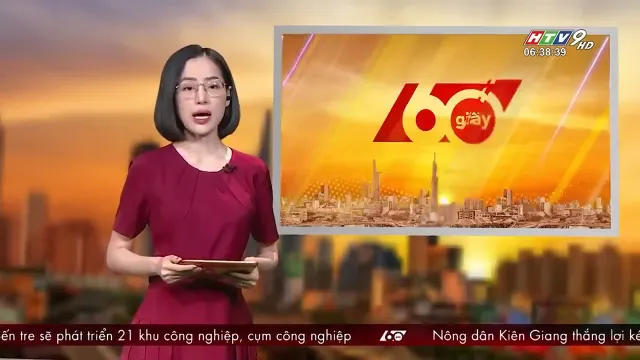 HTV9 HD
06:38:39
60 giây
ến tre sẽ phát triển 21 khu công nghiệp, cụm công nghiệp 60 Nông dân Kiên Giang thắng lợi kế